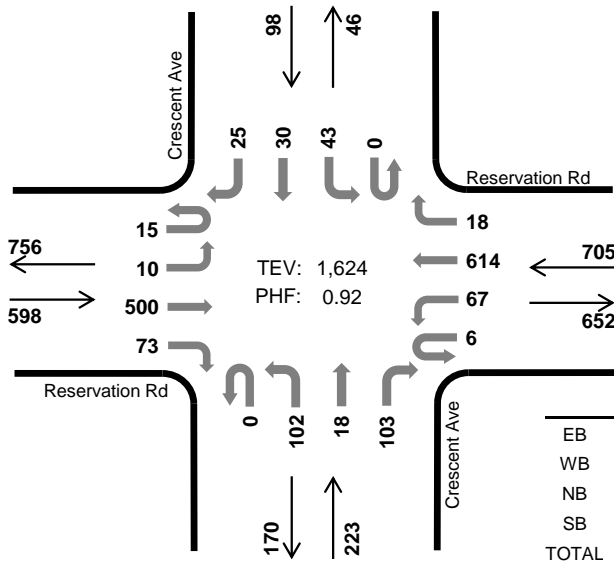 98
46
Crescent Ave
25
30
43
0
Reservation Rd
15
18
756
10
TEV: 1,624
614
705
598
500
PHF: 0.92
67
652
73
6
Reservation Rd
0
102
18
103
Crescent Ave
170
223
EB
WB
NB
SB
TOTAL